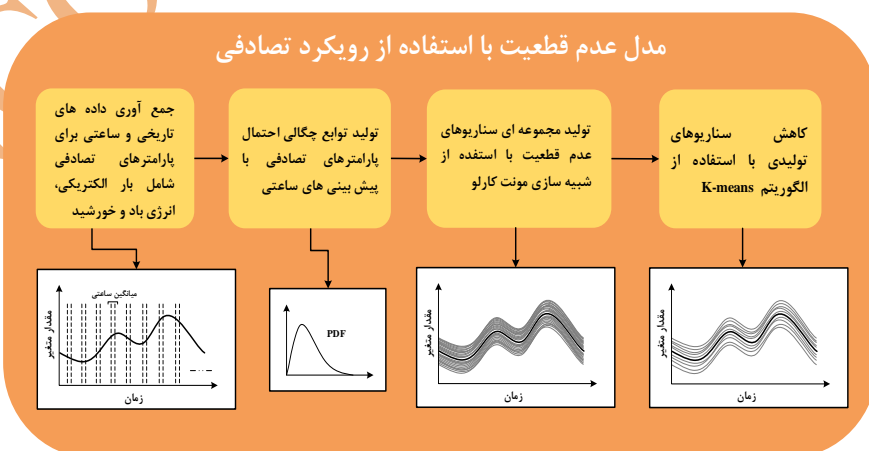 مدل عدم قطعیت با استفاده از رویکرد تصادفی
جمع آوری داده های
تاریخی و ساعتی برای
پارامترهای تصادفی
شامل بار الکتریکی،
انرژی باد و خورشید
تولید توابع چگالی احتمال
پارامترهای تصادفی با
پیش بینی های ساعتی
تولید مجموعه ای سناریوهای
عدم قطعیت با استفده از
شبیه سازی مونت کارلو
کاهش سناریوهای
تولیدی با استفاده از
الگوریتم K-means
میانگین ساعتی
مقدار متغیر
زمان
PDF
مقدار متغیر
زمان
مقدار متغیر
زمان